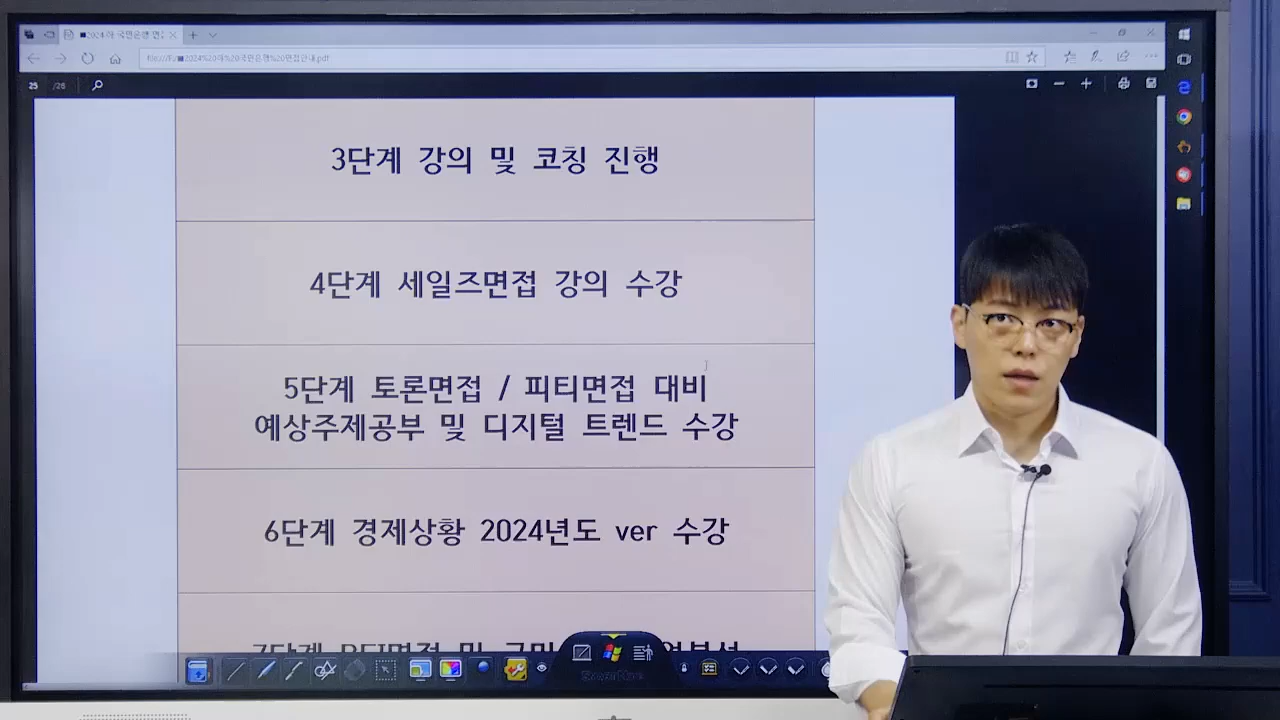 25 /26
3단계 강의 및 코칭 진행
4단계 세일즈면접 강의 수강
5단계 토론면접 / 피티면접 대비
예상주제공부 및 디지털 트렌드 수강
6단계 경제상황 2024년도 ver 수강